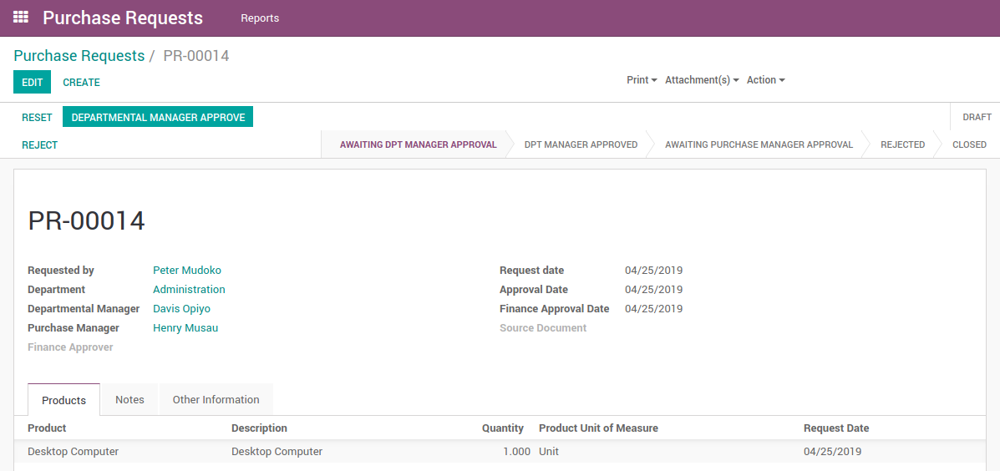 Purchase Requests Reports
Purchase Requests / PR-00014
EDIT CREATE Print Attachment(s) Action
RESET DEPARTMENTAL MANAGER APPROVE DRAFT
REJECT AWAITING DPT MANAGER APPROVAL DPT MANAGER APPROVED AWAITING PURCHASE MANAGER APPROVAL REJECTED CLOSED
PR-00014
Requested by Peter Mudoko Request date 04/25/2019
Department Administration Approval Date 04/25/2019
Departmental Manager Davis Opiyo Finance Approval Date 04/25/2019
Purchase Manager Henry Musau Source Document
Finance Approver
Products Notes Other Information
Product Description Quantity Product Unit of Measure Request Date
Desktop Computer Desktop Computer 1.000 Unit 04/25/2019